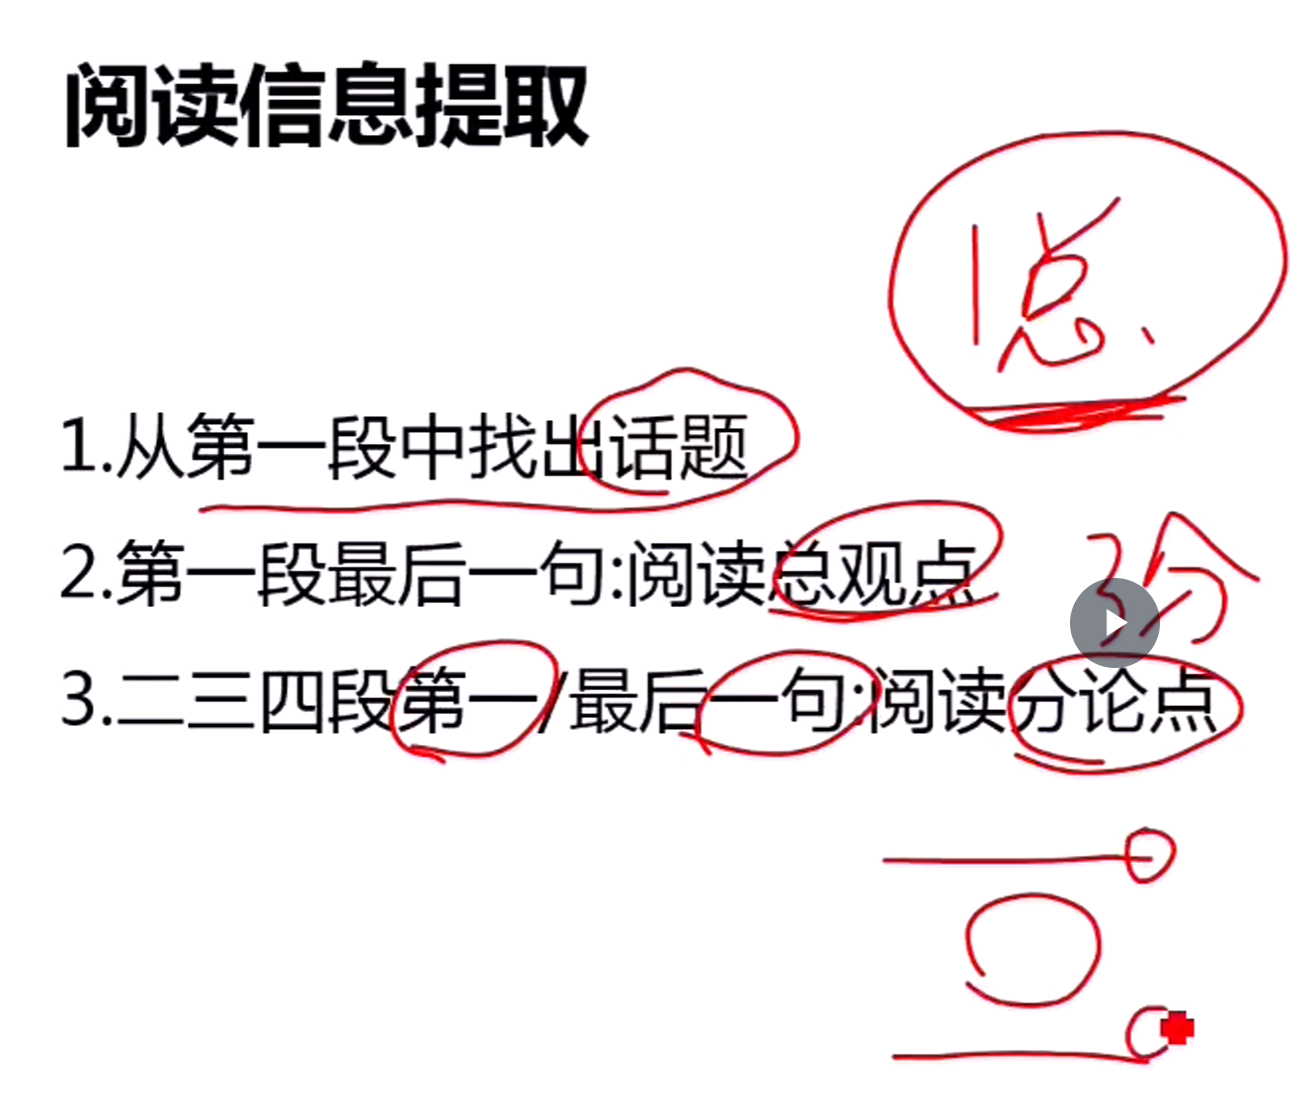 阅读信息提取
1总
1.从第一段中找出话题
2.第一段最后一句:阅读总观点
3分
3.二三四段第一/最后一句:阅读分论点